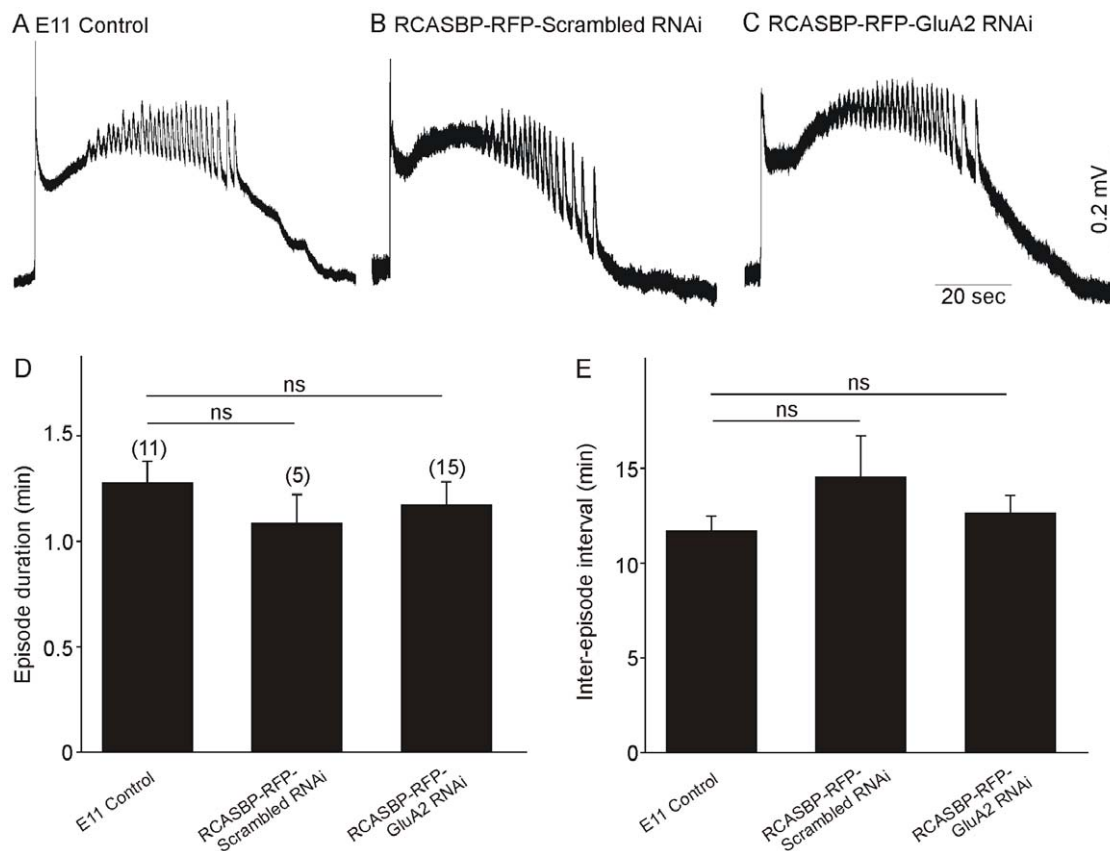 A E11 Control
B RCASBP-RFP-Scrambled RNAi
C RCASBP-RFP-GluA2 RNAi
0.2 mV
20 sec
D
Episode duration (min)
1.5
1.0
0.5
0
ns
ns
(11)
(5)
(15)
E11 Control
RCASBP-RFP-
Scrambled RNAi
RCASBP-RFP-
GluA2 RNAi
E
Inter-episode interval (min)
15
10
5
0
ns
ns
E11 Control
RCASBP-RFP-
Scrambled RNAi
RCASBP-RFP-
GluA2 RNAi